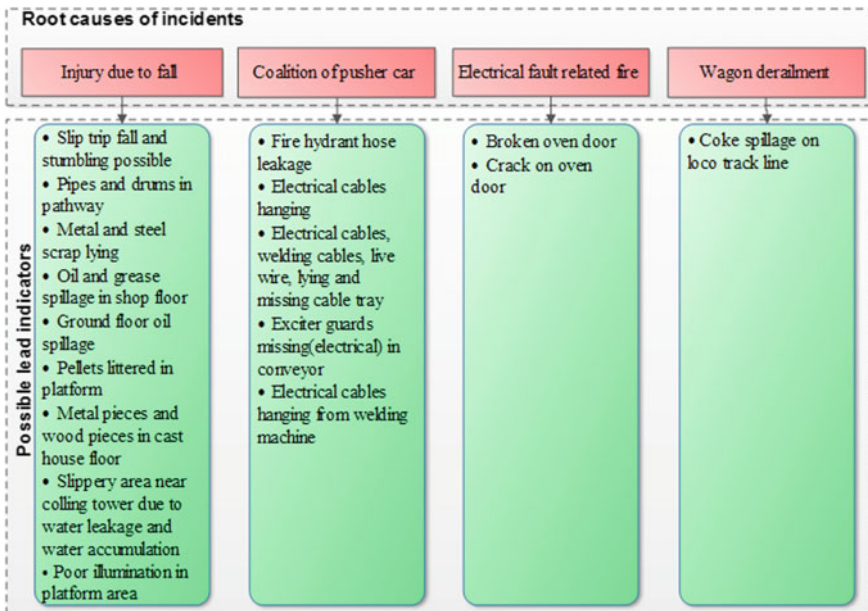 Root causes of incidents
Injury due to fall
Coalition of pusher car
Electrical fault related fire
Wagon derailment
Possible lead indicators
• Slip trip fall and
stumbling possible
• Pipes and drums in
pathway
• Metal and steel
scrap lying
• Oil and grease
spillage in shop floor
• Ground floor oil
spillage
• Pellets littered in
platform
• Metal pieces and
wood pieces in cast
house floor
• Slippery area near
colling tower due to
water leakage and
water accumulation
• Poor illumination in
platform area
• Fire hydrant hose
leakage
• Electrical cables
hanging
• Electrical cables,
welding cables, live
wire, lying and
missing cable tray
• Exciter guards
missing(electrical) in
conveyor
• Electrical cables
hanging from welding
machine
• Broken oven door
• Crack on oven
door
• Coke spillage on
loco track line